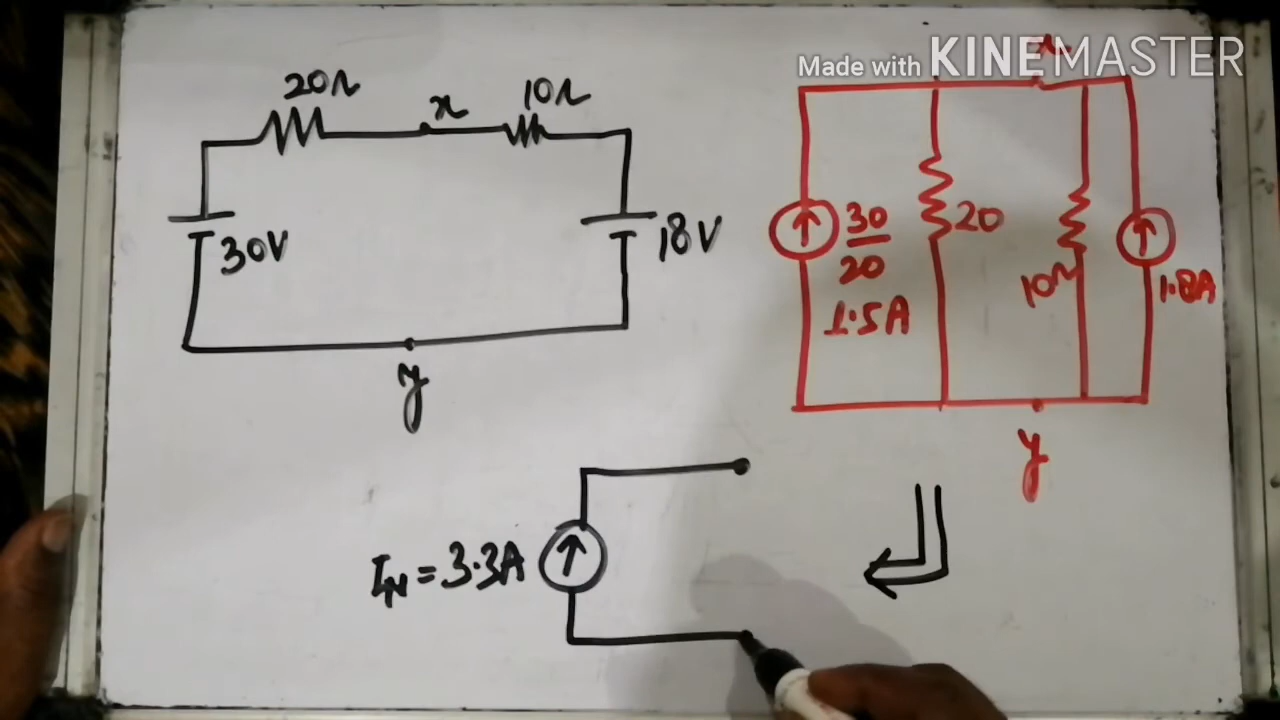 20Ω
x
10Ω
30V
18V
y
Made with KINEMASTER
x
30
20
1.5A
20
10Ω
1.8A
y
IN = 3.3A